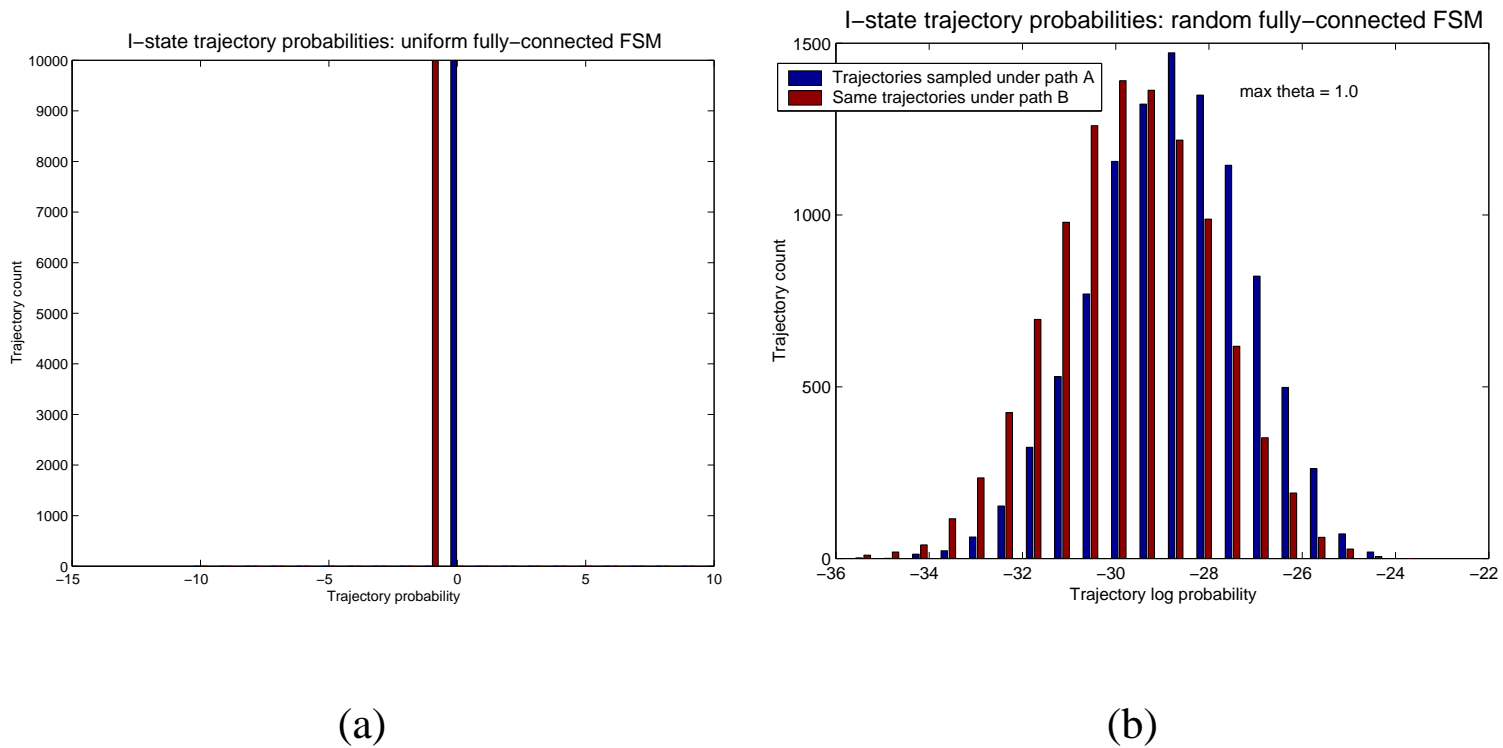 I−state trajectory probabilities: uniform fully−connected FSM
10000
9000
8000
7000
6000
5000
4000
3000
2000
1000
0
Trajectory count
−15 −10 −5 0 5 10
Trajectory probability
(a)
I−state trajectory probabilities: random fully−connected FSM
1500
1000
500
0
Trajectory count
Trajectories sampled under path A
Same trajectories under path B
max theta = 1.0
−36 −34 −32 −30 −28 −26 −24 −22
Trajectory log probability
(b)